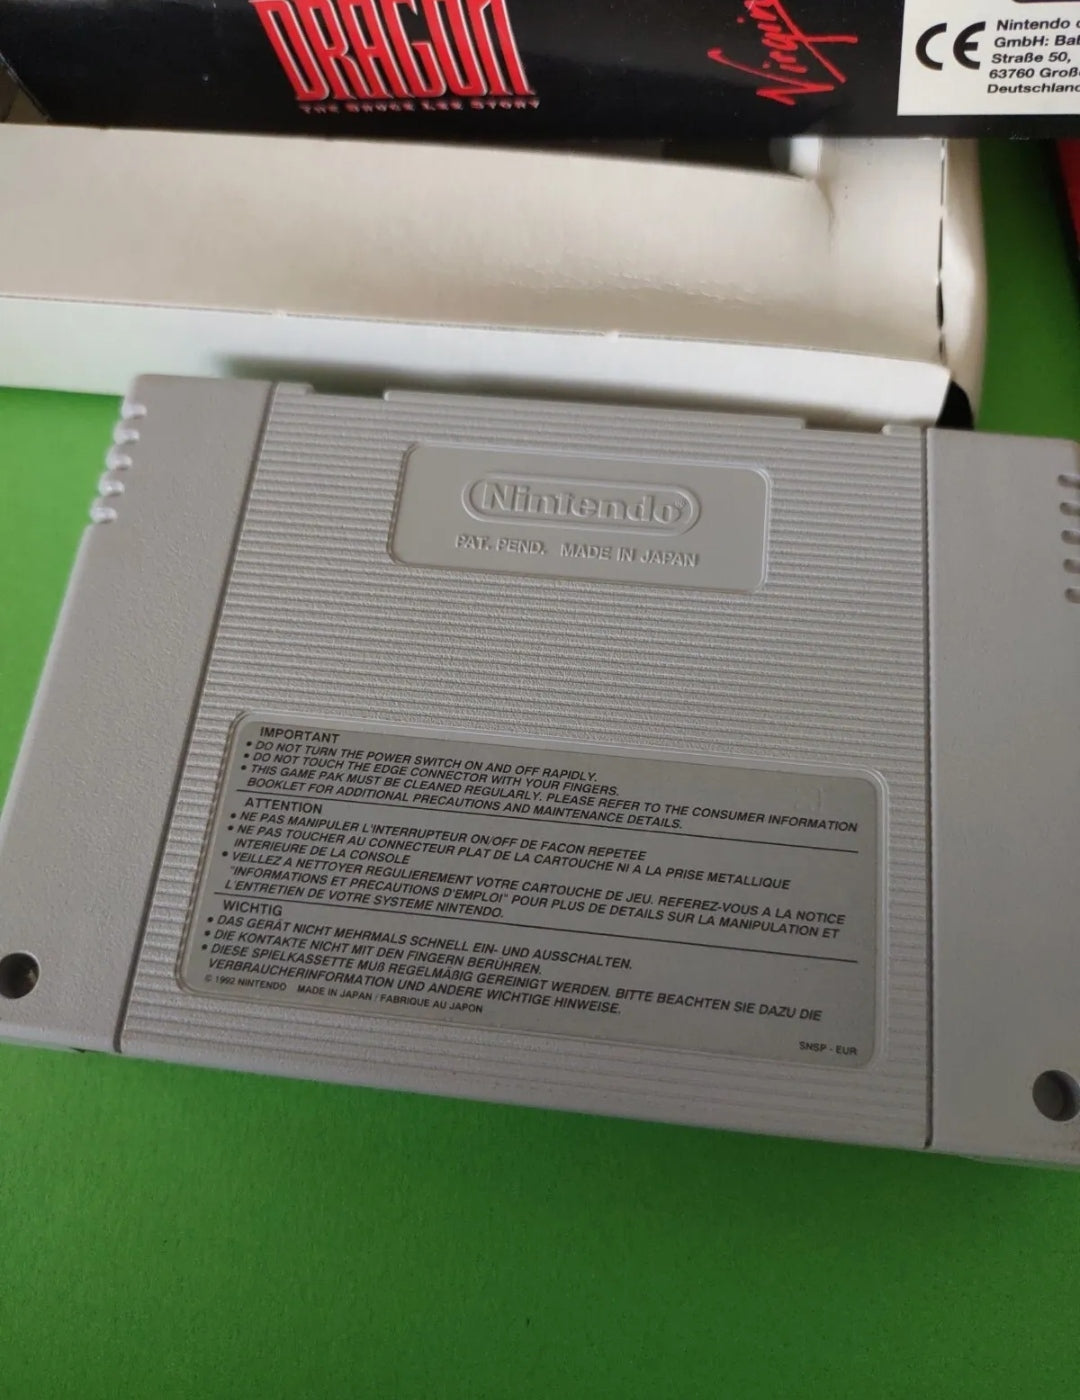 DRAGON
THE BRUCE LEE STORY
Virgin
CE
Nintendo
GmbH:
Straße 50,
63760
IMPORTANT
• DO NOT TURN THE POWER SWITCH ON AND OFF RAPIDLY.
• DO NOT TOUCH THE EDGE CONNECTOR WITH YOUR FINGERS.
• THIS GAME PAK MUST BE CLEANED REGULARLY. PLEASE REFER TO THE CONSUMER INFORMATION
BOOKLET FOR ADDITIONAL PRECAUTIONS AND MAINTENANCE DETAILS.
ATTENTION
• NE PAS MANIPULER L'INTERRUPTEUR ON/OFF DE FACON REPETEE
• NE PAS TOUCHER AU CONNECTEUR PLAT DE LA CARTOUCHE NI A LA PRISE METALLIQUE
INTERIEURE DE LA CONSOLE
• VEILLEZ A NETTOYER REGULIEREMENT VOTRE CARTOUCHE DE JEU. REFEREZ-VOUS A LA NOTICE
"INFORMATIONS ET PRECAUTIONS D'EMPLOI" POUR PLUS DE DETAILS SUR LA MANIPULATION ET
L'ENTRETIEN DE VOTRE SYSTEME NINTENDO.
WICHTIG
• DAS GERÄT NICHT MEHRMALS SCHNELL EIN- UND AUSSCHALTEN.
• DIE KONTAKTE NICHT MIT DEN FINGERN BERÜHREN.
• DIESE SPIELKASSETTE MUß REGELMÄßIG GEREINIGT WERDEN. BITTE BEACHTEN SIE DAZU DIE
VERBRAUCHERINFORMATION UND ANDERE WICHTIGE HINWEISE.
© 1992 NINTENDO MADE IN JAPAN / FABRIQUE AU JAPON
SNSP - EUR
Nintendo®
PAT. PEND. MADE IN JAPAN